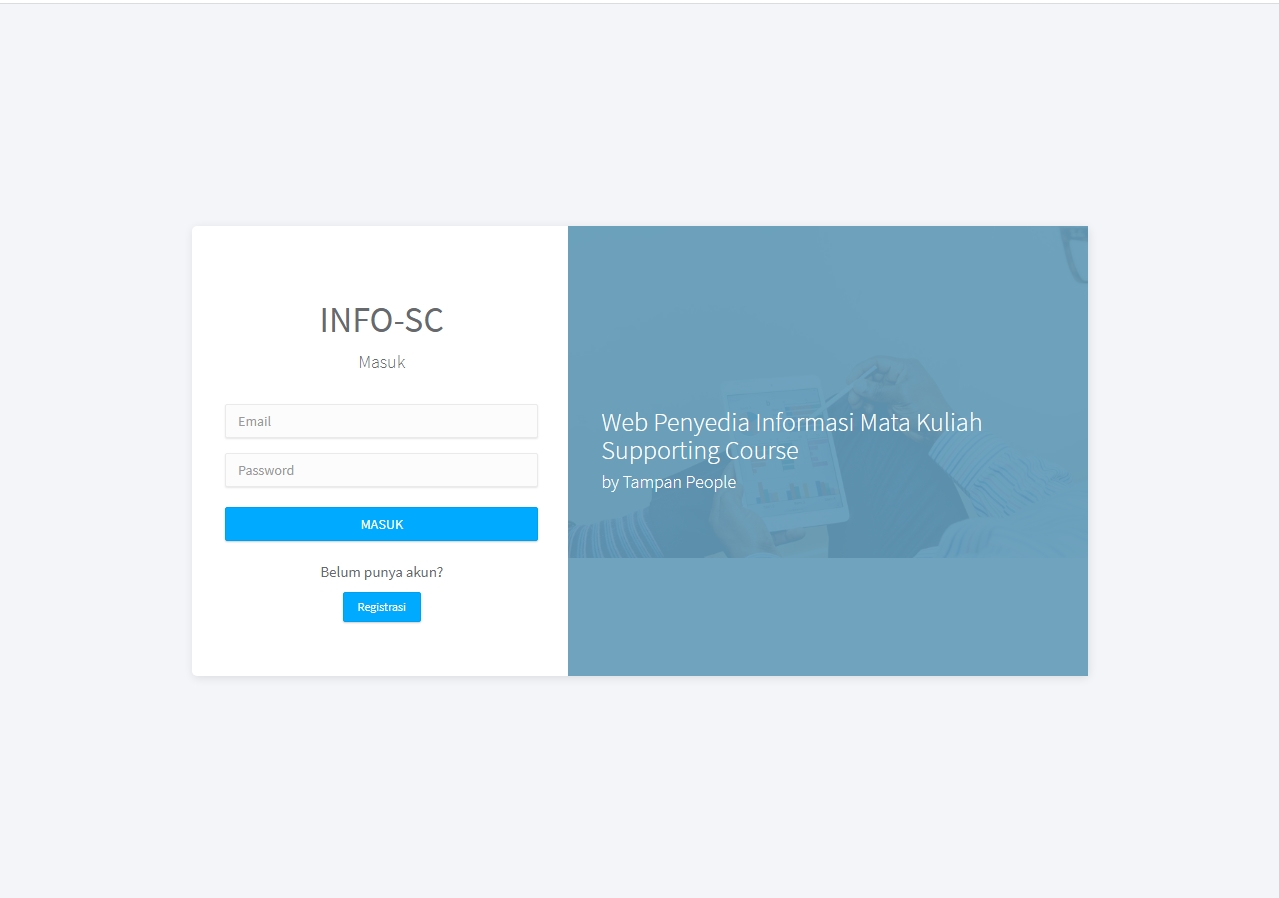 INFO-SC
Masuk
Email
Password
MASUK
Belum punya akun?
Registrasi
Web Penyedia Informasi Mata Kuliah
Supporting Course
by Tampan People